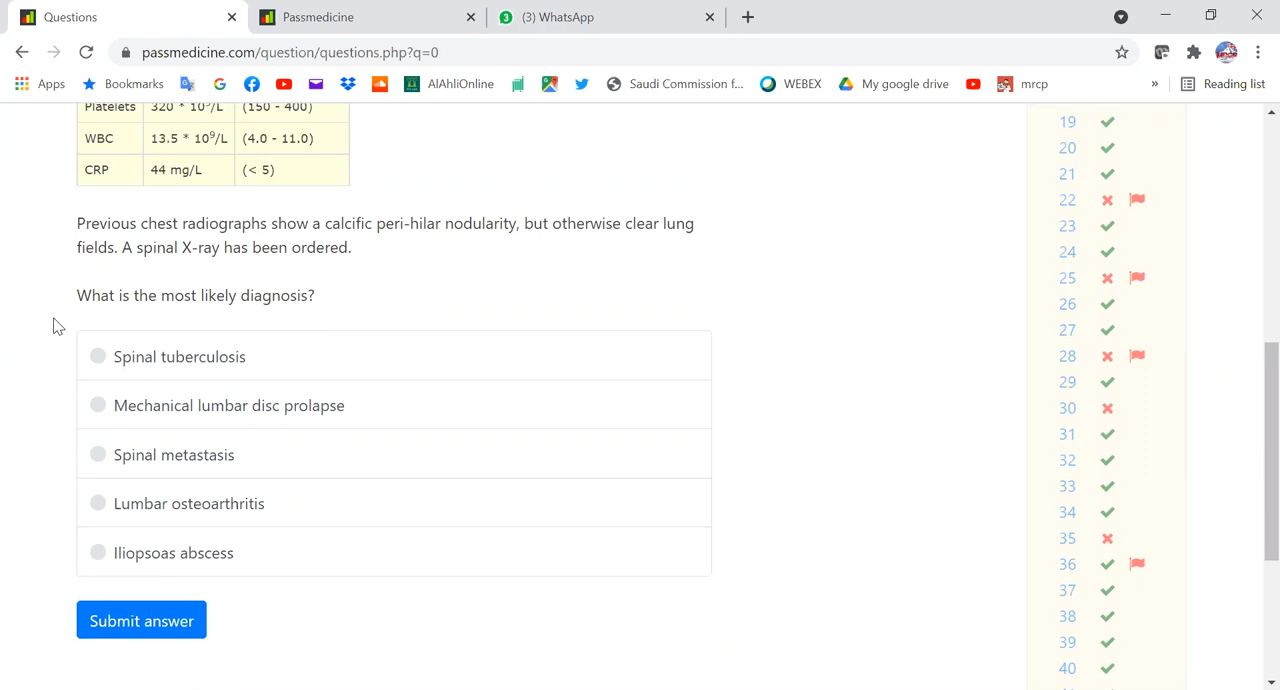 Questions
Passmedicine
(3) WhatsApp
passmedicine.com/question/questions.php?q=0
Apps Bookmarks AlAhliOnline Saudi Commission f... WEBEX My google drive mrcp » Reading list
Platelets 320 * 10⁹/L (150 - 400)
WBC 13.5 * 10⁹/L (4.0 - 11.0)
CRP 44 mg/L (< 5)
Previous chest radiographs show a calcific peri-hilar nodularity, but otherwise clear lung
fields. A spinal X-ray has been ordered.
What is the most likely diagnosis?
Spinal tuberculosis
Mechanical lumbar disc prolapse
Spinal metastasis
Lumbar osteoarthritis
Iliopsoas abscess
Submit answer
19
20
21
22
23
24
25
26
27
28
29
30
31
32
33
34
35
36
37
38
39
40